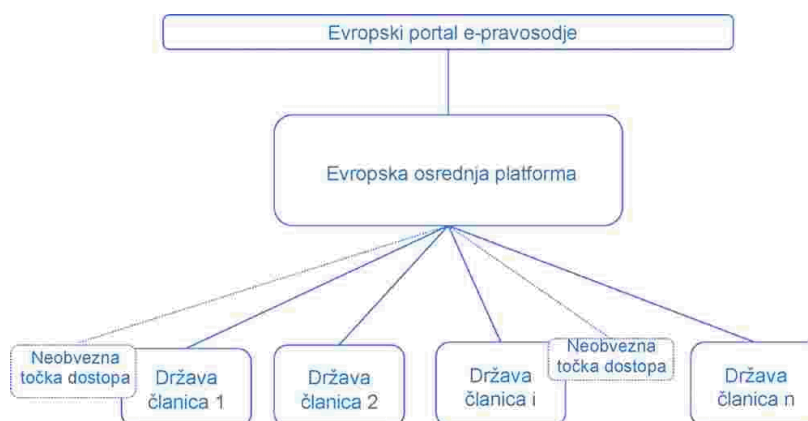 Evropski portal e-pravosodje
Evropska osrednja platforma
Neobvezna
točka dostopa
Država
članica 1
Država
članica 2
Država
članica i
Neobvezna
točka dostopa
Država
članica n